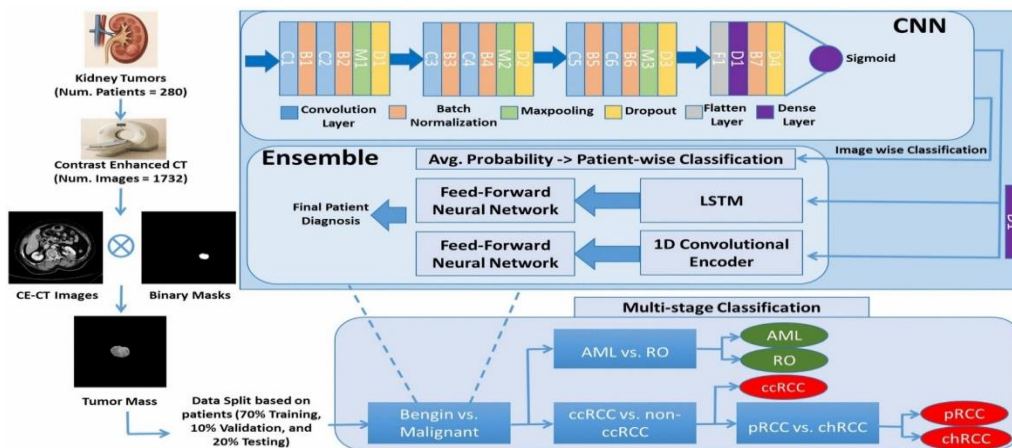 Kidney Tumors
(Num. Patients = 280)
Contrast Enhanced CT
(Num. Images = 1732)
CE-CT Images
Binary Masks
Tumor Mass
Data Split based on
patients (70% Training,
10% Validation, and
20% Testing)
CNN
C1
B1
C2
B2
M1
D1
C3
B3
C4
B4
M2
D2
C5
B5
C6
B6
M3
D3
F1
D1
B7
D4
Sigmoid
Convolution
Layer
Batch
Normalization
Maxpooling
Dropout
Flatten
Layer
Dense
Layer
Image wise Classification
D1
Ensemble
Avg. Probability -> Patient-wise Classification
Final Patient
Diagnosis
Feed-Forward
Neural Network
LSTM
Feed-Forward
Neural Network
1D Convolutional
Encoder
Multi-stage Classification
Bengin vs.
Malignant
AML vs. RO
AML
RO
ccRCC vs. non-
ccRCC
ccRCC
pRCC vs. chRCC
pRCC
chRCC